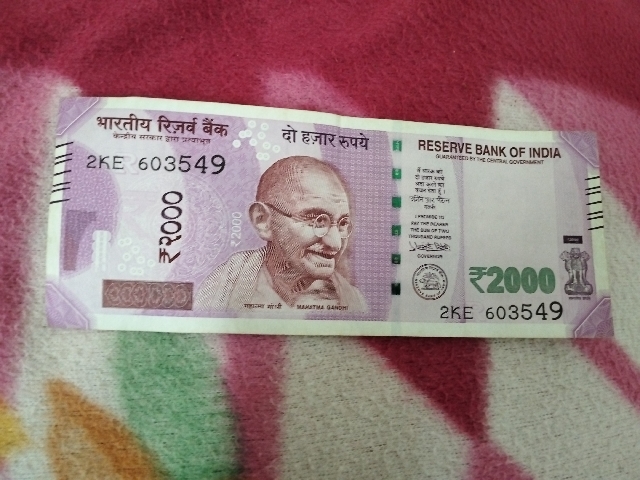 भारतीय रिज़र्व बैंक
केन्द्रीय सरकार द्वारा प्रत्याभूत
2KE 603549
₹२०००
₹2000
महात्मा गांधी
MAHATMA GANDHI
दो हज़ार रुपये
RESERVE BANK OF INDIA
GUARANTEED BY THE CENTRAL GOVERNMENT
मैं धारक को
दो हज़ार रुपये
अदा करने का
वचन देता हूँ।
I PROMISE TO
PAY THE BEARER
THE SUM OF TWO
THOUSAND RUPEES
GOVERNOR
₹2000
2KE 603549